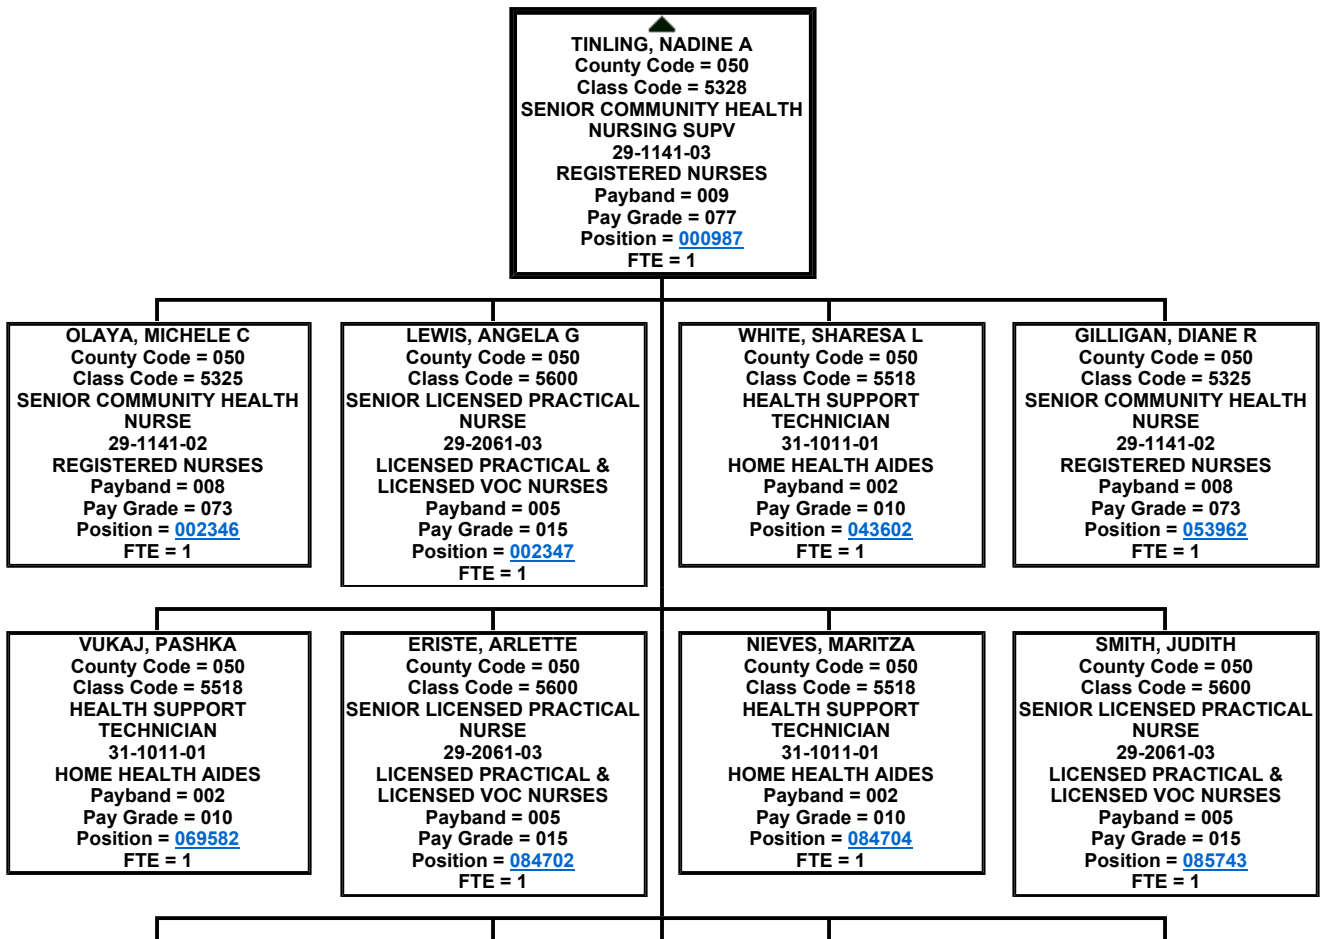 TINLING, NADINE A
County Code = 050
Class Code = 5328
SENIOR COMMUNITY HEALTH
NURSING SUPV
29-1141-03
REGISTERED NURSES
Payband = 009
Pay Grade = 077
Position = 000987
FTE = 1
OLAYA, MICHELE C
County Code = 050
Class Code = 5325
SENIOR COMMUNITY HEALTH
NURSE
29-1141-02
REGISTERED NURSES
Payband = 008
Pay Grade = 073
Position = 002346
FTE = 1
LEWIS, ANGELA G
County Code = 050
Class Code = 5600
SENIOR LICENSED PRACTICAL
NURSE
29-2061-03
LICENSED PRACTICAL &
LICENSED VOC NURSES
Payband = 005
Pay Grade = 015
Position = 002347
FTE = 1
WHITE, SHARESA L
County Code = 050
Class Code = 5518
HEALTH SUPPORT
TECHNICIAN
31-1011-01
HOME HEALTH AIDES
Payband = 002
Pay Grade = 010
Position = 043602
FTE = 1
GILLIGAN, DIANE R
County Code = 050
Class Code = 5325
SENIOR COMMUNITY HEALTH
NURSE
29-1141-02
REGISTERED NURSES
Payband = 008
Pay Grade = 073
Position = 053962
FTE = 1
VUKAJ, PASHKA
County Code = 050
Class Code = 5518
HEALTH SUPPORT
TECHNICIAN
31-1011-01
HOME HEALTH AIDES
Payband = 002
Pay Grade = 010
Position = 069582
FTE = 1
ERISTE, ARLETTE
County Code = 050
Class Code = 5600
SENIOR LICENSED PRACTICAL
NURSE
29-2061-03
LICENSED PRACTICAL &
LICENSED VOC NURSES
Payband = 005
Pay Grade = 015
Position = 084702
FTE = 1
NIEVES, MARITZA
County Code = 050
Class Code = 5518
HEALTH SUPPORT
TECHNICIAN
31-1011-01
HOME HEALTH AIDES
Payband = 002
Pay Grade = 010
Position = 084704
FTE = 1
SMITH, JUDITH
County Code = 050
Class Code = 5600
SENIOR LICENSED PRACTICAL
NURSE
29-2061-03
LICENSED PRACTICAL &
LICENSED VOC NURSES
Payband = 005
Pay Grade = 015
Position = 085743
FTE = 1